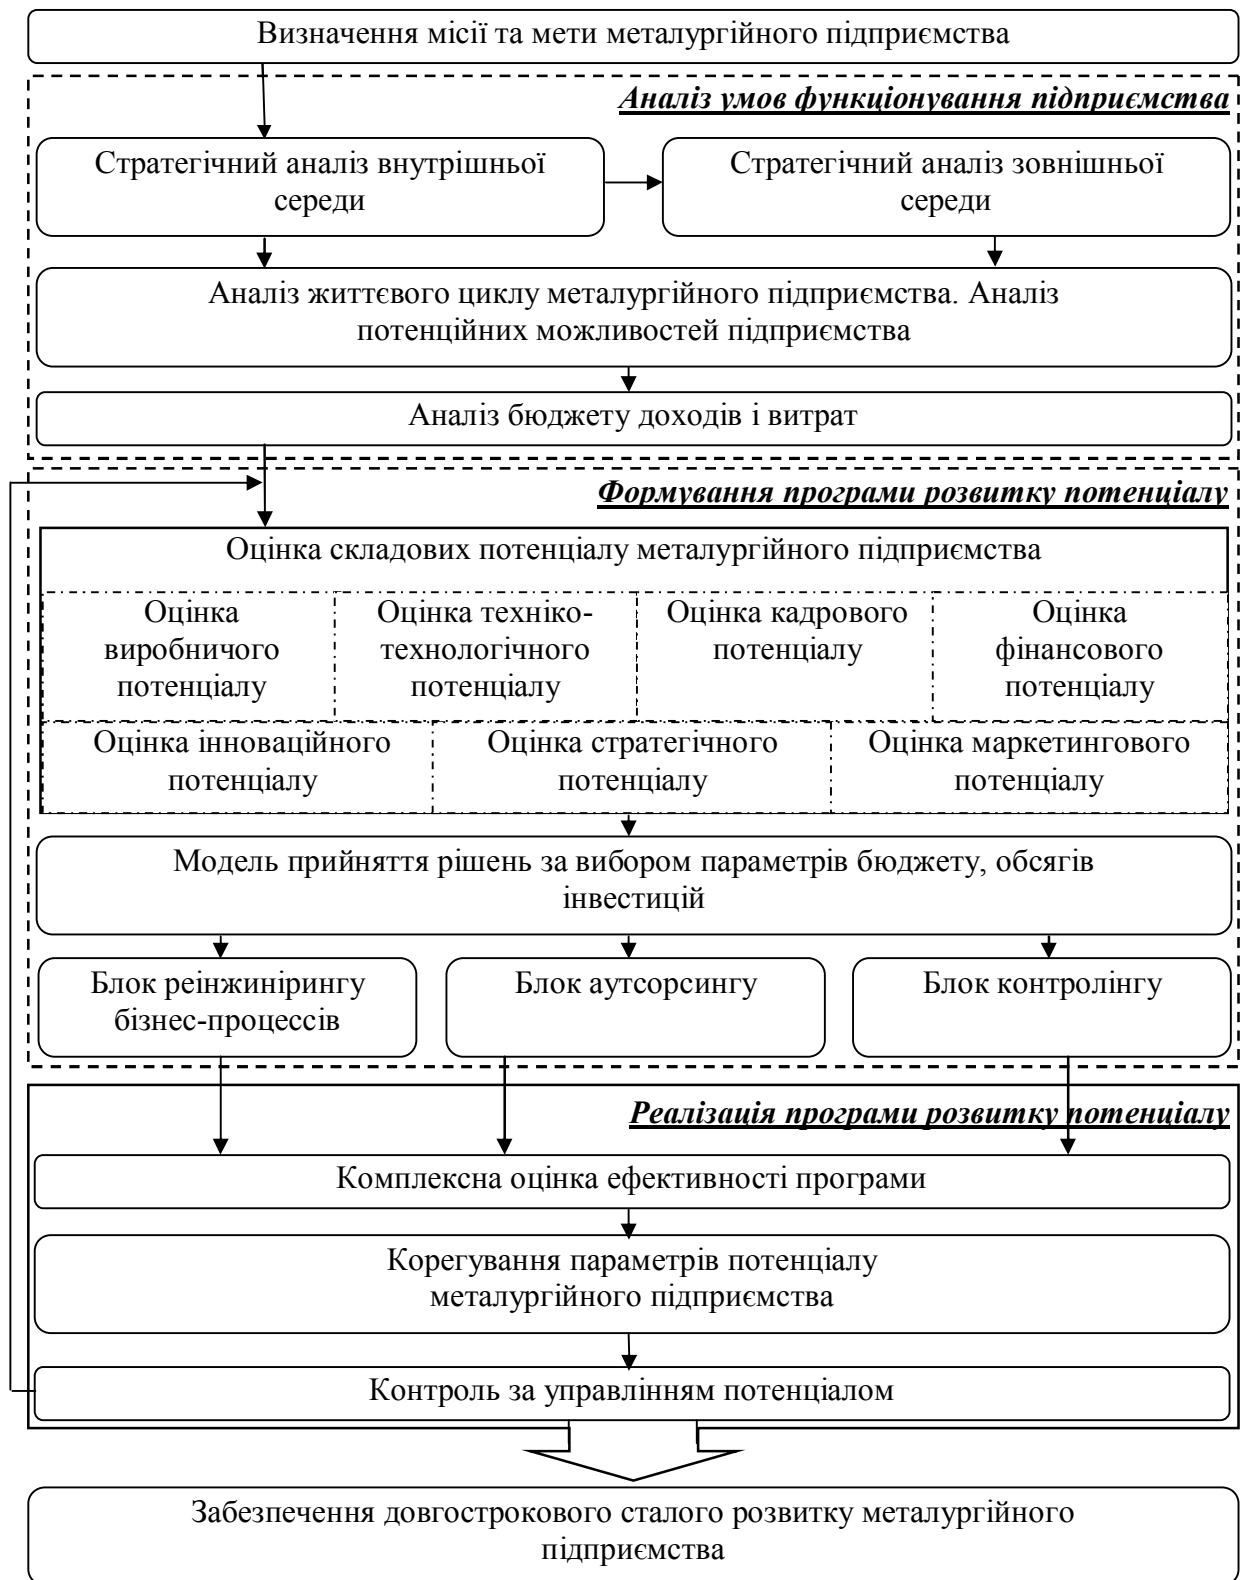 Визначення місії та мети металургійного підприємства
Аналіз умов функціонування підприємства
Стратегічний аналіз внутрішньої
середи
Стратегічний аналіз зовнішньої
середи
Аналіз життєвого циклу металургійного підприємства. Аналіз
потенційних можливостей підприємства
Аналіз бюджету доходів і витрат
Формування програми розвитку потенціалу
Оцінка складових потенціалу металургійного підприємства
Оцінка
виробничого
потенціалу
Оцінка техніко-
технологічного
потенціалу
Оцінка кадрового
потенціалу
Оцінка
фінансового
потенціалу
Оцінка інноваційного
потенціалу
Оцінка стратегічного
потенціалу
Оцінка маркетингового
потенціалу
Модель прийняття рішень за вибором параметрів бюджету, обсягів
інвестицій
Блок реінжинірингу
бізнес-процессів
Блок аутсорсингу
Блок контролінгу
Реалізація програми розвитку потенціалу
Комплексна оцінка ефективності програми
Корегування параметрів потенціалу
металургійного підприємства
Контроль за управлінням потенціалом
Забезпечення довгострокового сталого розвитку металургійного
підприємства